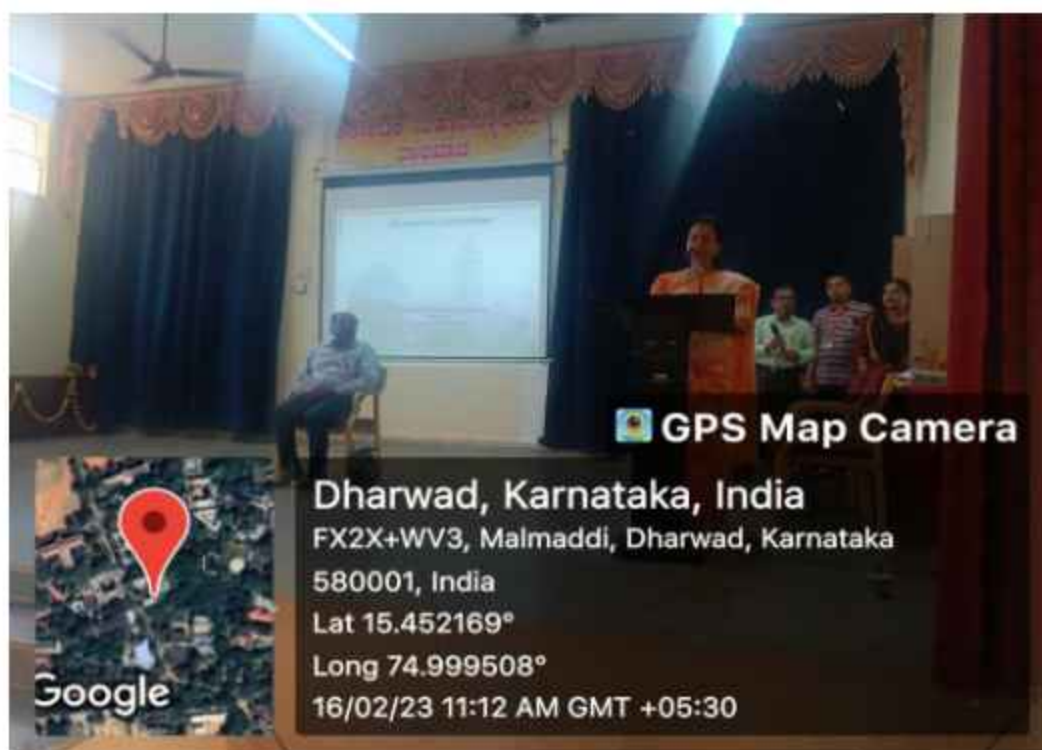 GPS Map Camera
Dharwad, Karnataka, India
FX2X+WV3, Malmaddi, Dharwad, Karnataka
580001, India
Lat 15.452169°
Long 74.999508°
16/02/23 11:12 AM GMT +05:30
Google